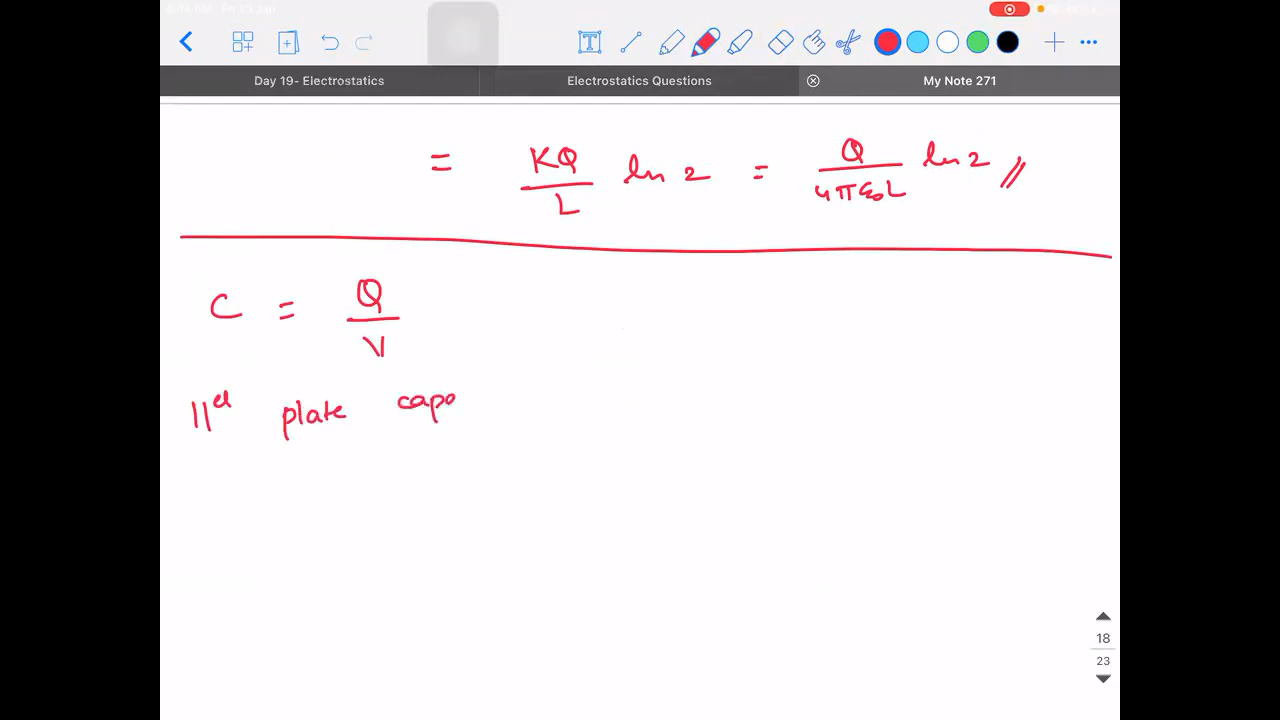 Day 19- Electrostatics
Electrostatics Questions
My Note 271
= KQ/L ln 2 = Q/4πε₀L ln 2 //
C = Q/V
||el plate capa
18
23